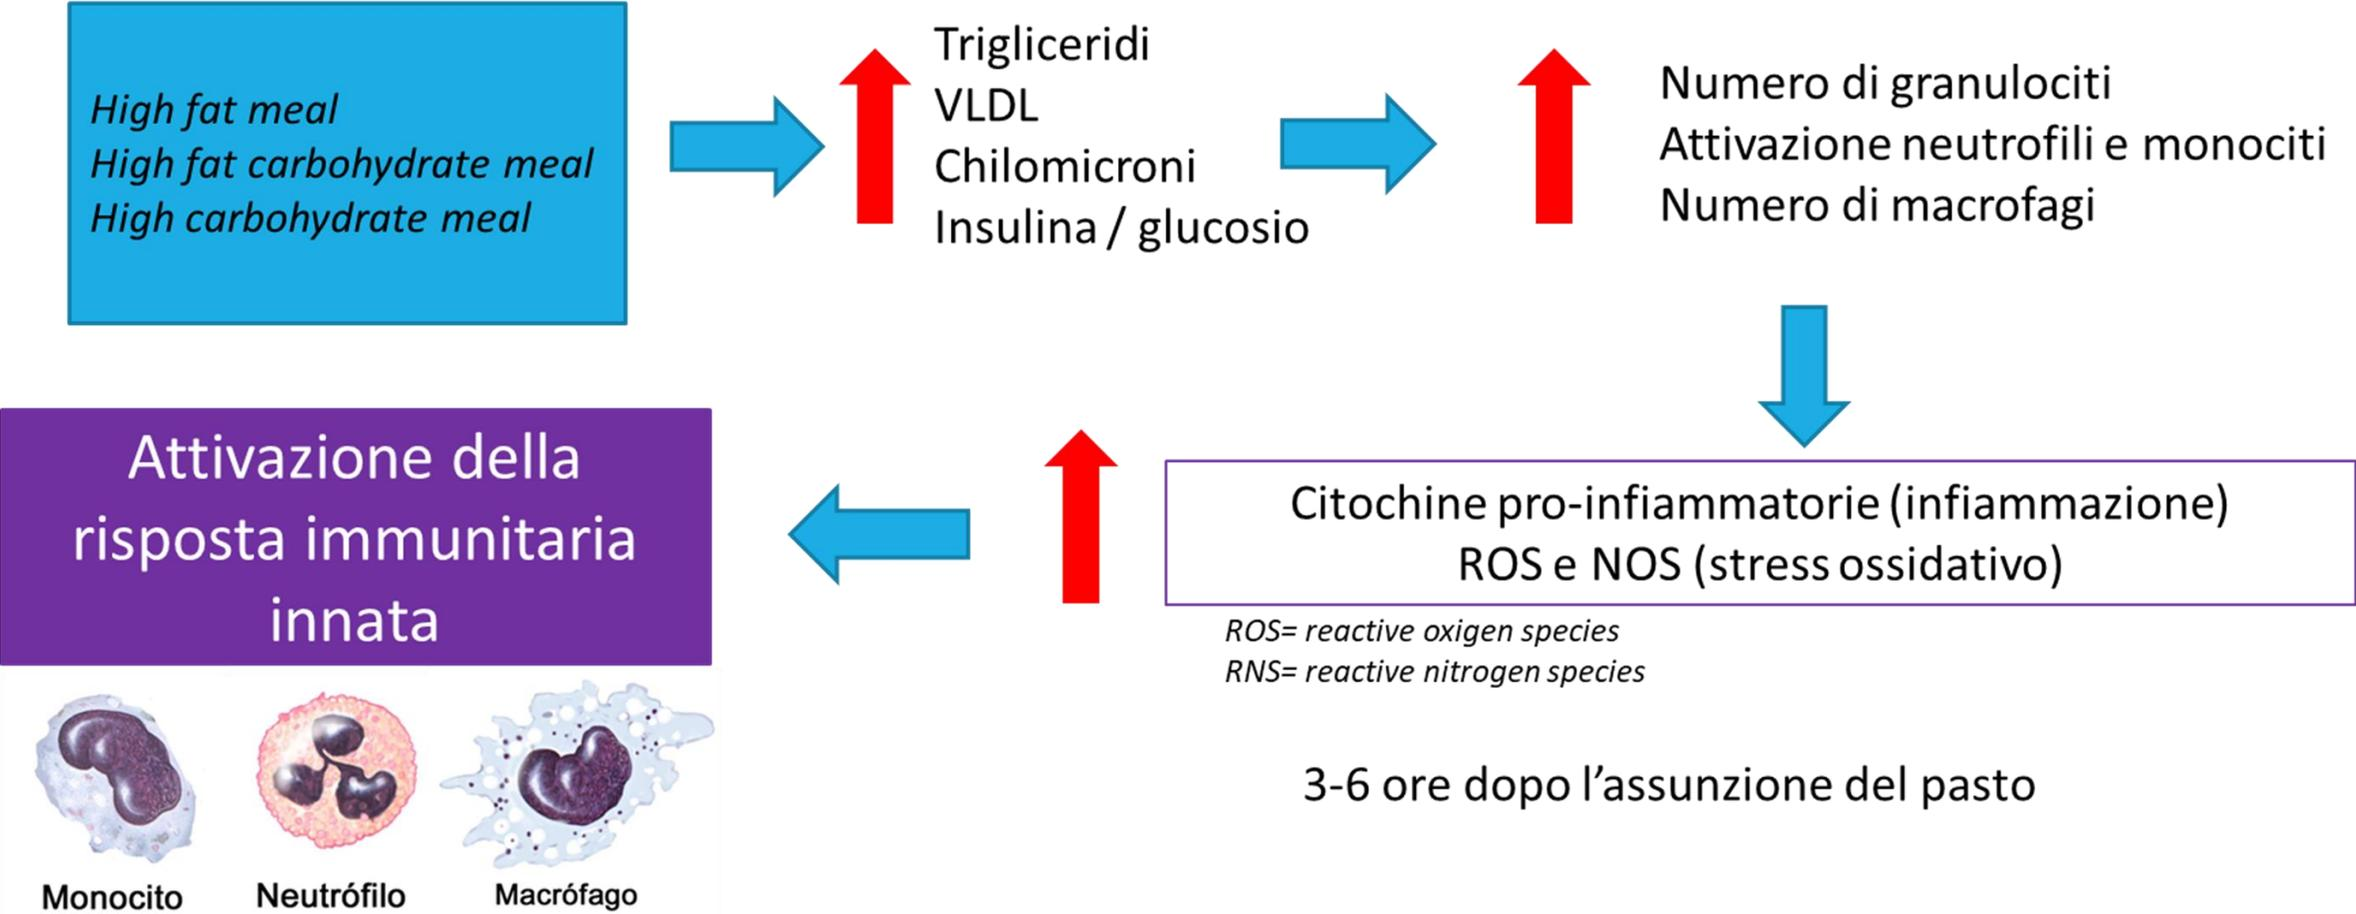 High fat meal
High fat carbohydrate meal
High carbohydrate meal
Trigliceridi
VLDL
Chilomicroni
Insulina / glucosio
Numero di granulociti
Attivazione neutrofili e monociti
Numero di macrofagi
Citochine pro-infiammatorie (infiammazione)
ROS e NOS (stress ossidativo)
ROS= reactive oxigen species
RNS= reactive nitrogen species
3-6 ore dopo l’assunzione del pasto
Attivazione della
risposta immunitaria
innata
Monocito
Neutrófilo
Macrófago